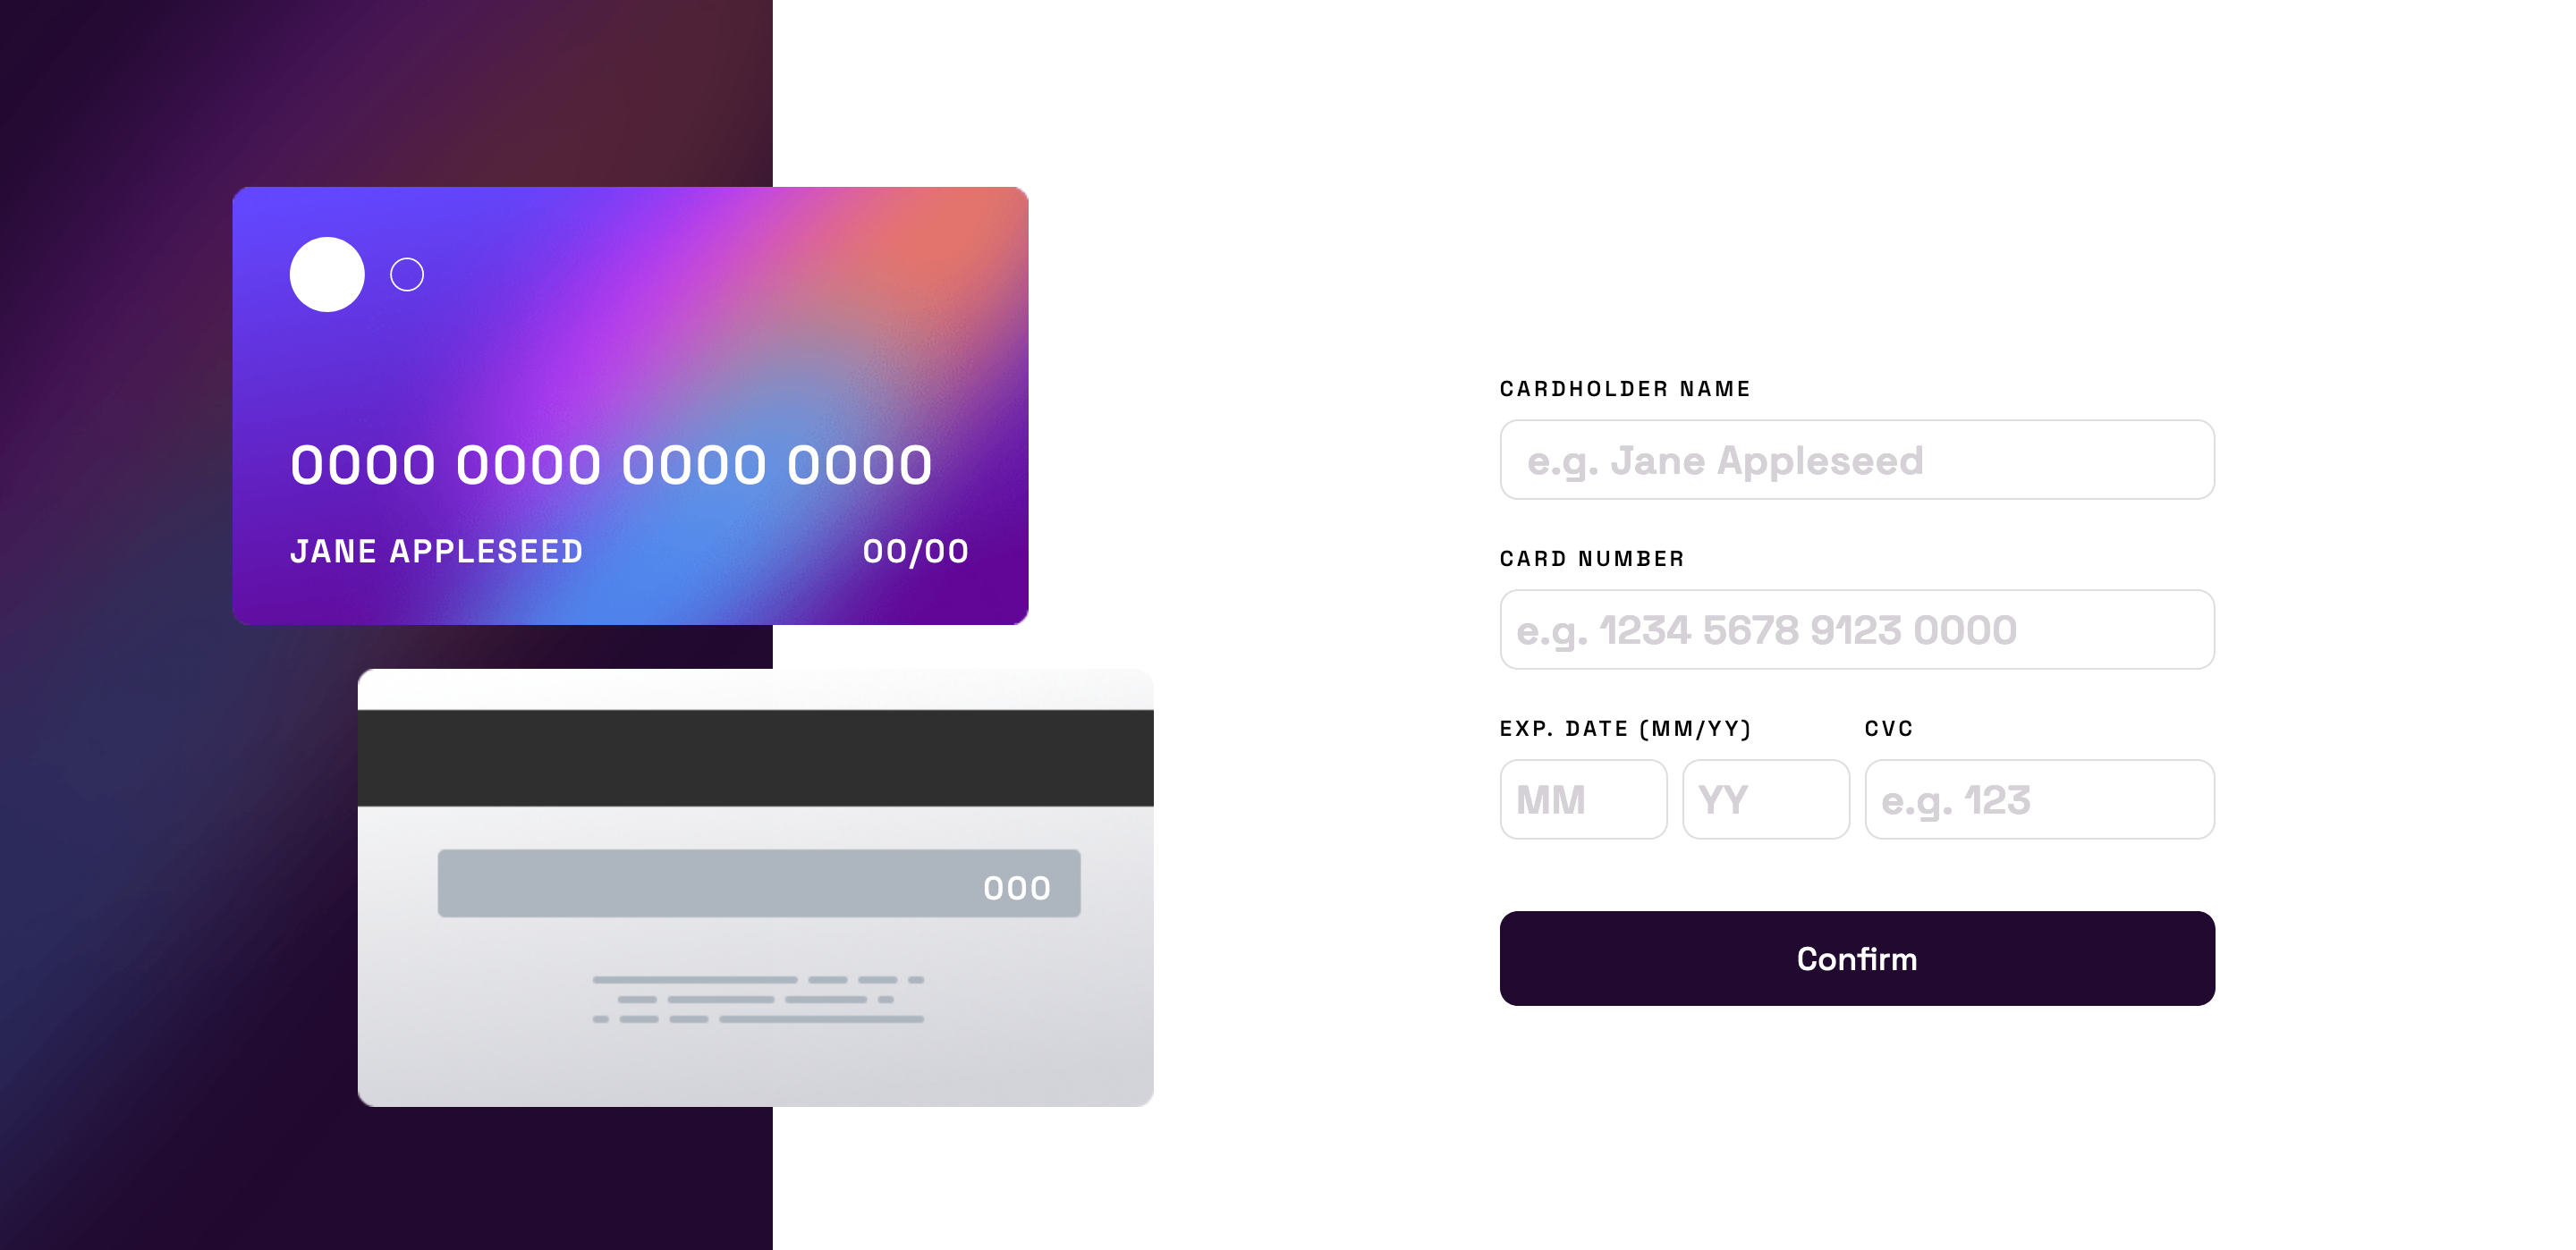 0000 0000 0000 0000
JANE APPLESEED 00/00
000
CARDHOLDER NAME
e.g. Jane Appleseed
CARD NUMBER
e.g. 1234 5678 9123 0000
EXP. DATE (MM/YY) CVC
MM YY e.g. 123
Confirm